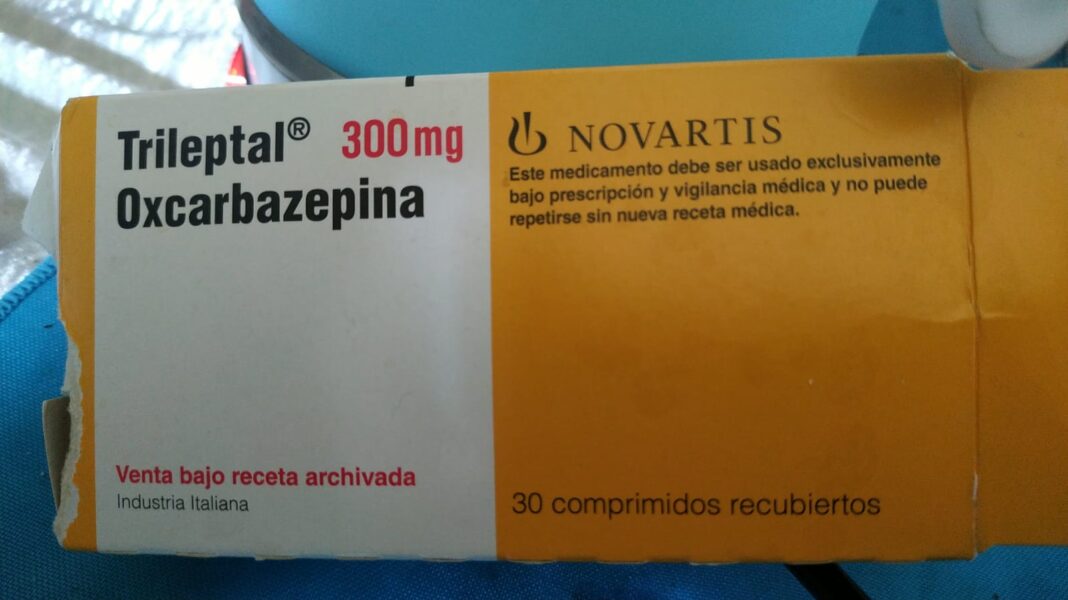 Trileptal® 300mg
Oxcarbazepina
Venta bajo receta archivada
Industria Italiana
NOVARTIS
Este medicamento debe ser usado exclusivamente
bajo prescripción y vigilancia médica y no puede
repetirse sin nueva receta médica.
30 comprimidos recubiertos